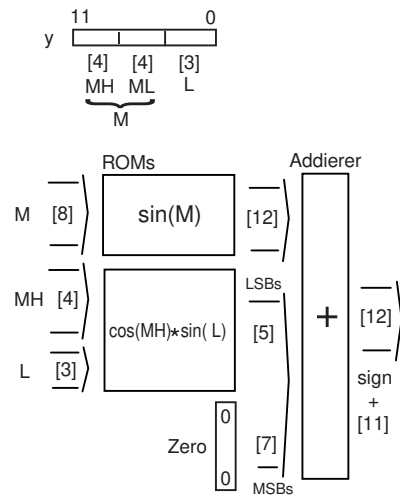 11 0
y
[4] [4] [3]
MH ML L
M
ROMs Addierer
M [8] sin(M) [12]
MH [4] LSBs
cos(MH)*sin( L) + [12]
[5]
L [3] sign
+
[11]
0
Zero [7]
0
MSBs